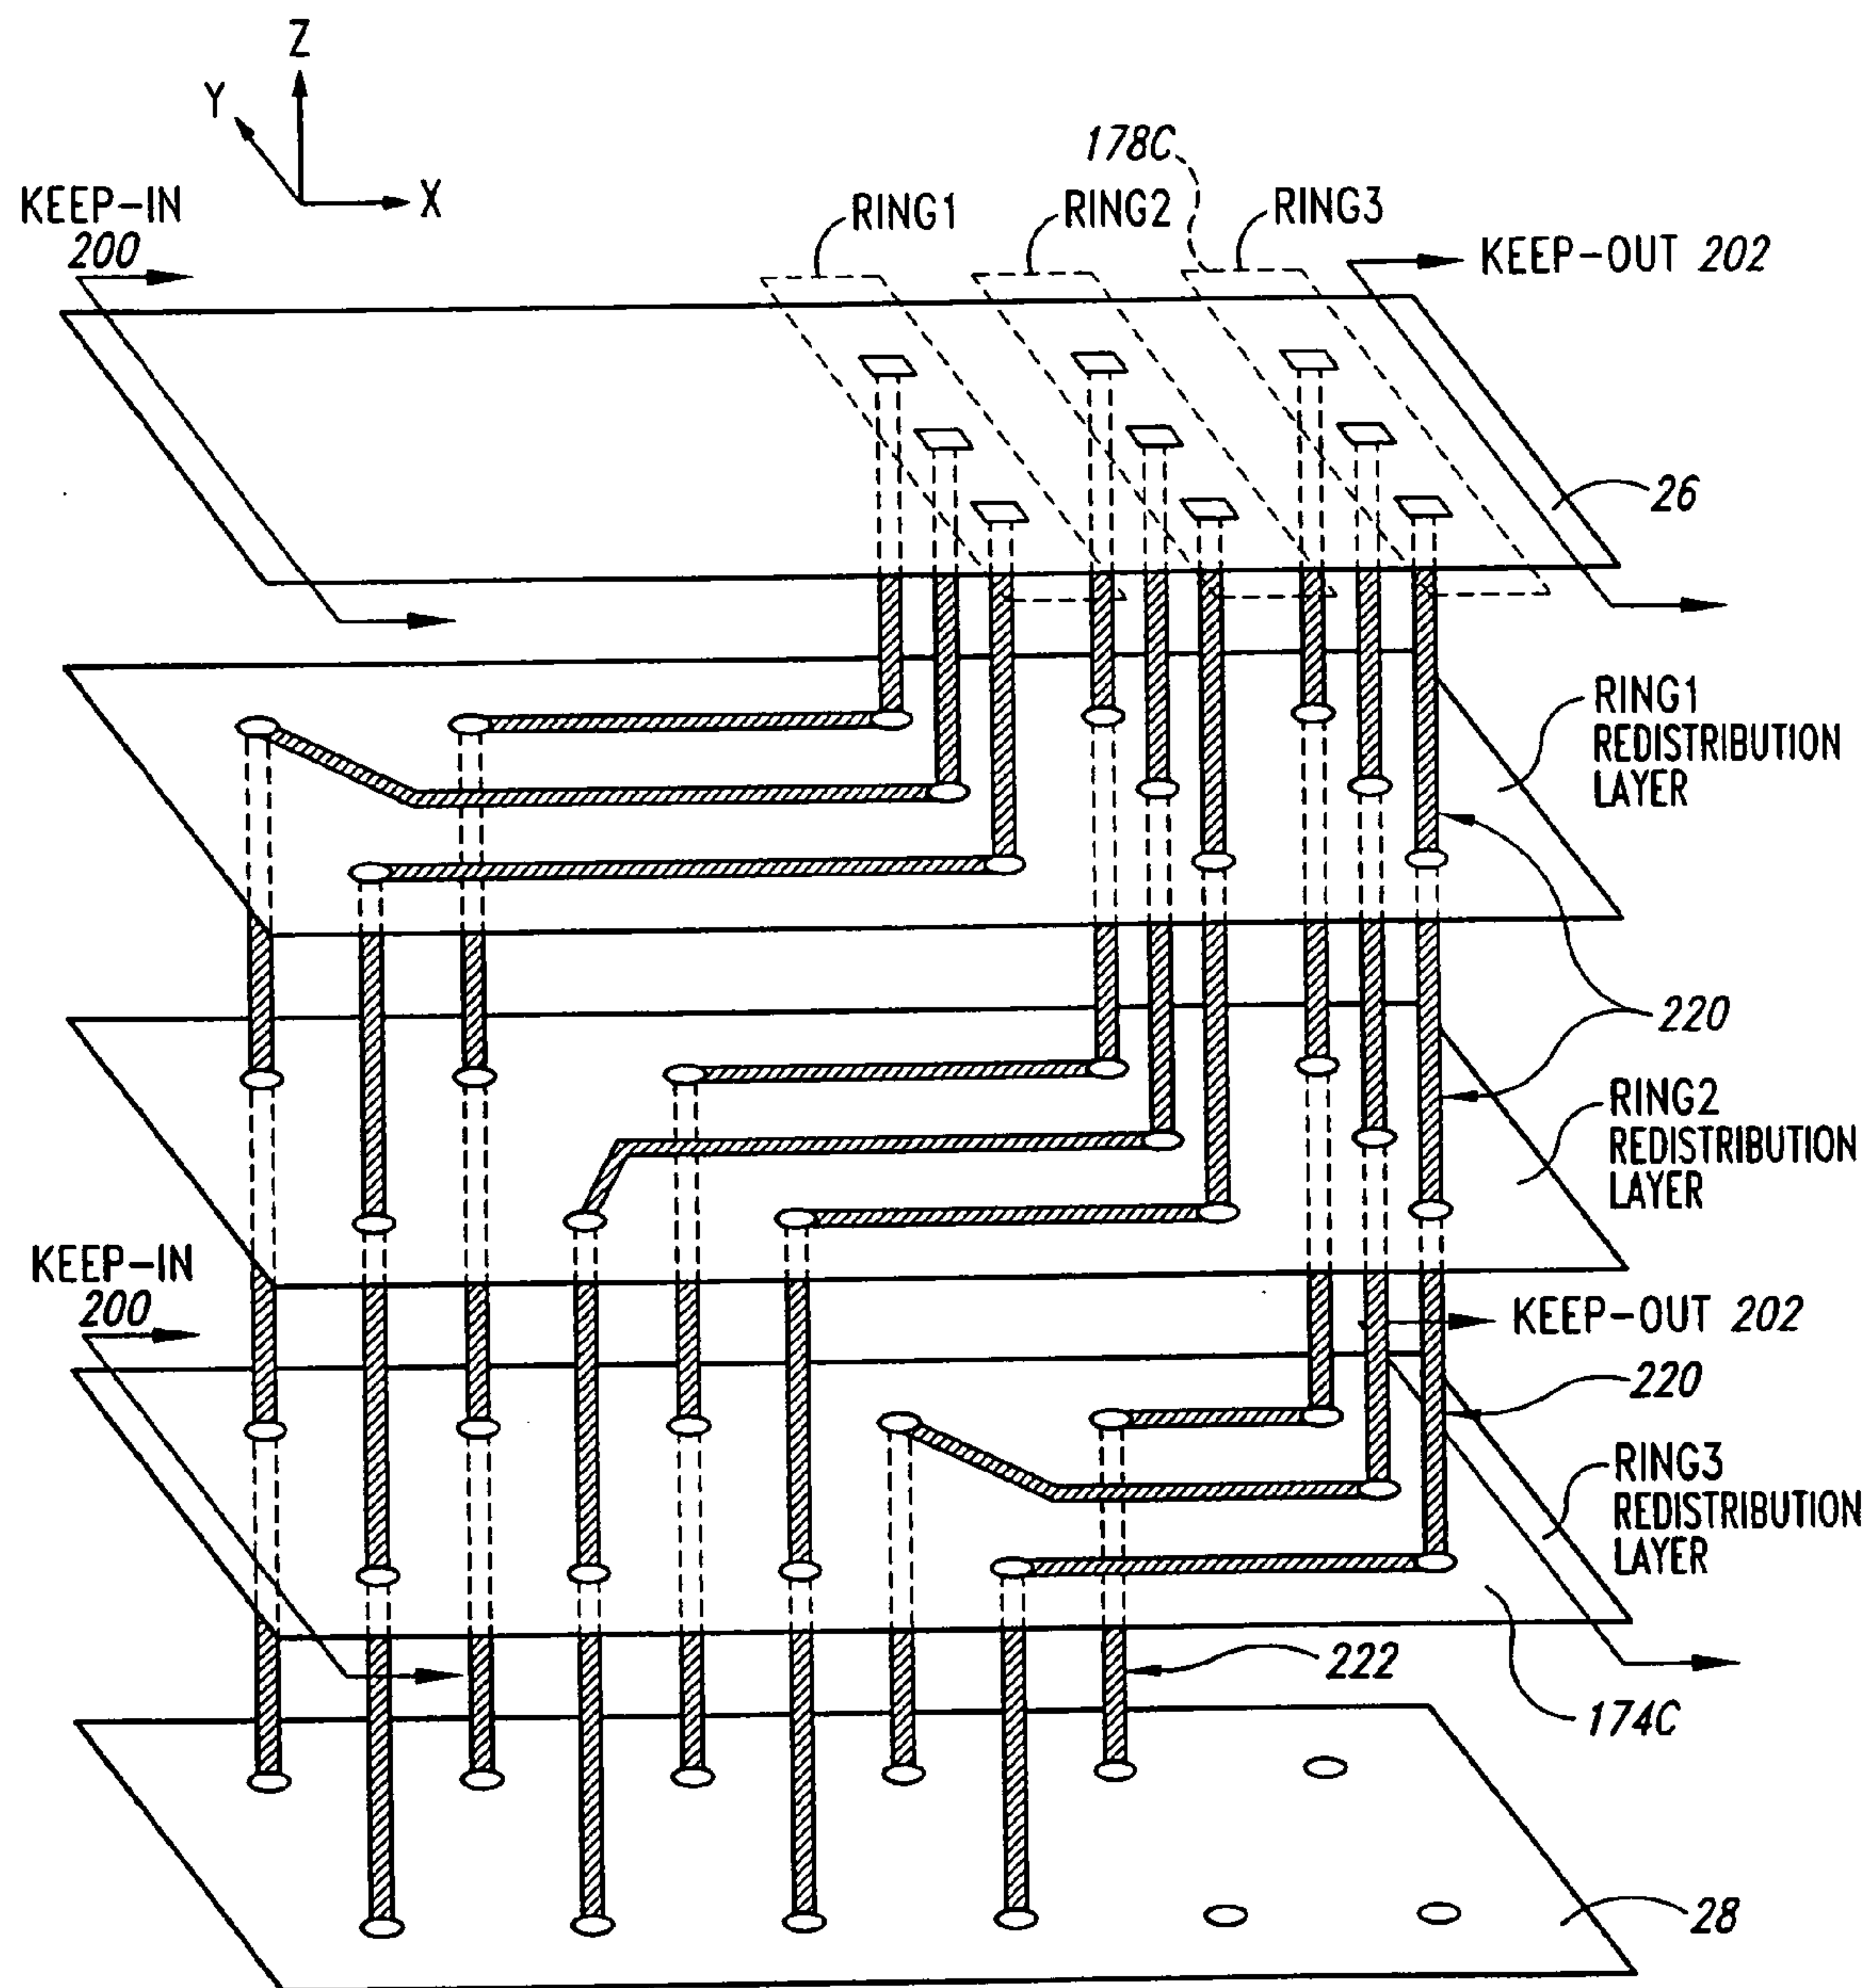 Z
Y
X
KEEP-IN
200
178C
RING1
RING2
RING3
KEEP-OUT 202
26
RING1
REDISTRIBUTION
LAYER
220
RING2
REDISTRIBUTION
LAYER
KEEP-IN
200
KEEP-OUT 202
220
RING3
REDISTRIBUTION
LAYER
222
174C
28